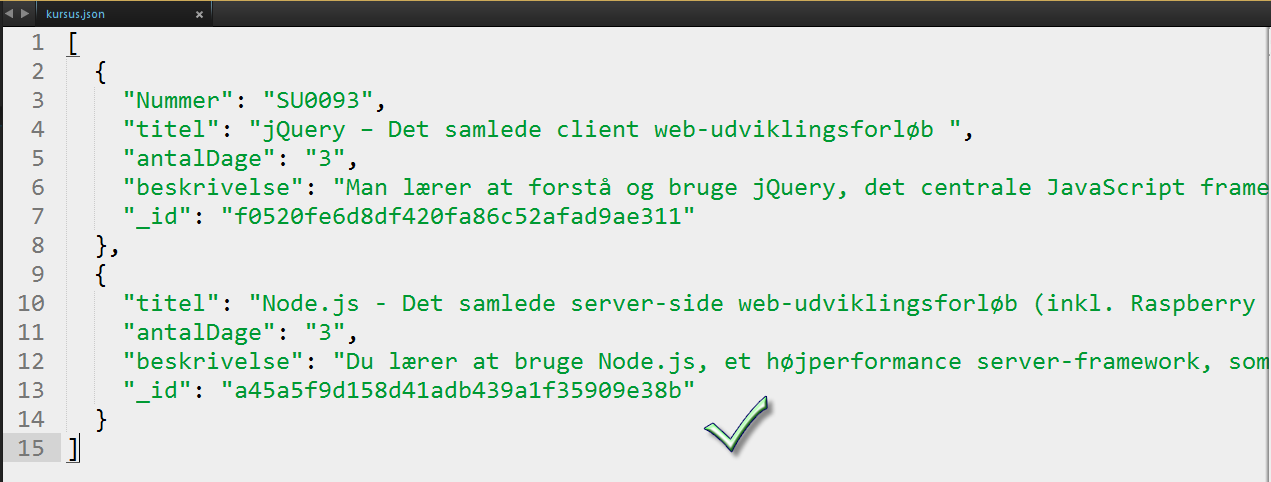 kursus.json
1 [
2 {
3 "Nummer": "SU0093",
4 "titel": "jQuery – Det samlede client web-udviklingsforløb ",
5 "antalDage": "3",
6 "beskrivelse": "Man lærer at forstå og bruge jQuery, det centrale JavaScript frame
7 "_id": "f0520fe6d8df420fa86c52afad9ae311"
8 },
9 {
10 "titel": "Node.js - Det samlede server-side web-udviklingsforløb (inkl. Raspberry
11 "antalDage": "3",
12 "beskrivelse": "Du lærer at bruge Node.js, et højperformance server-framework, som
13 "_id": "a45a5f9d158d41adb439a1f35909e38b"
14 }
15 ]